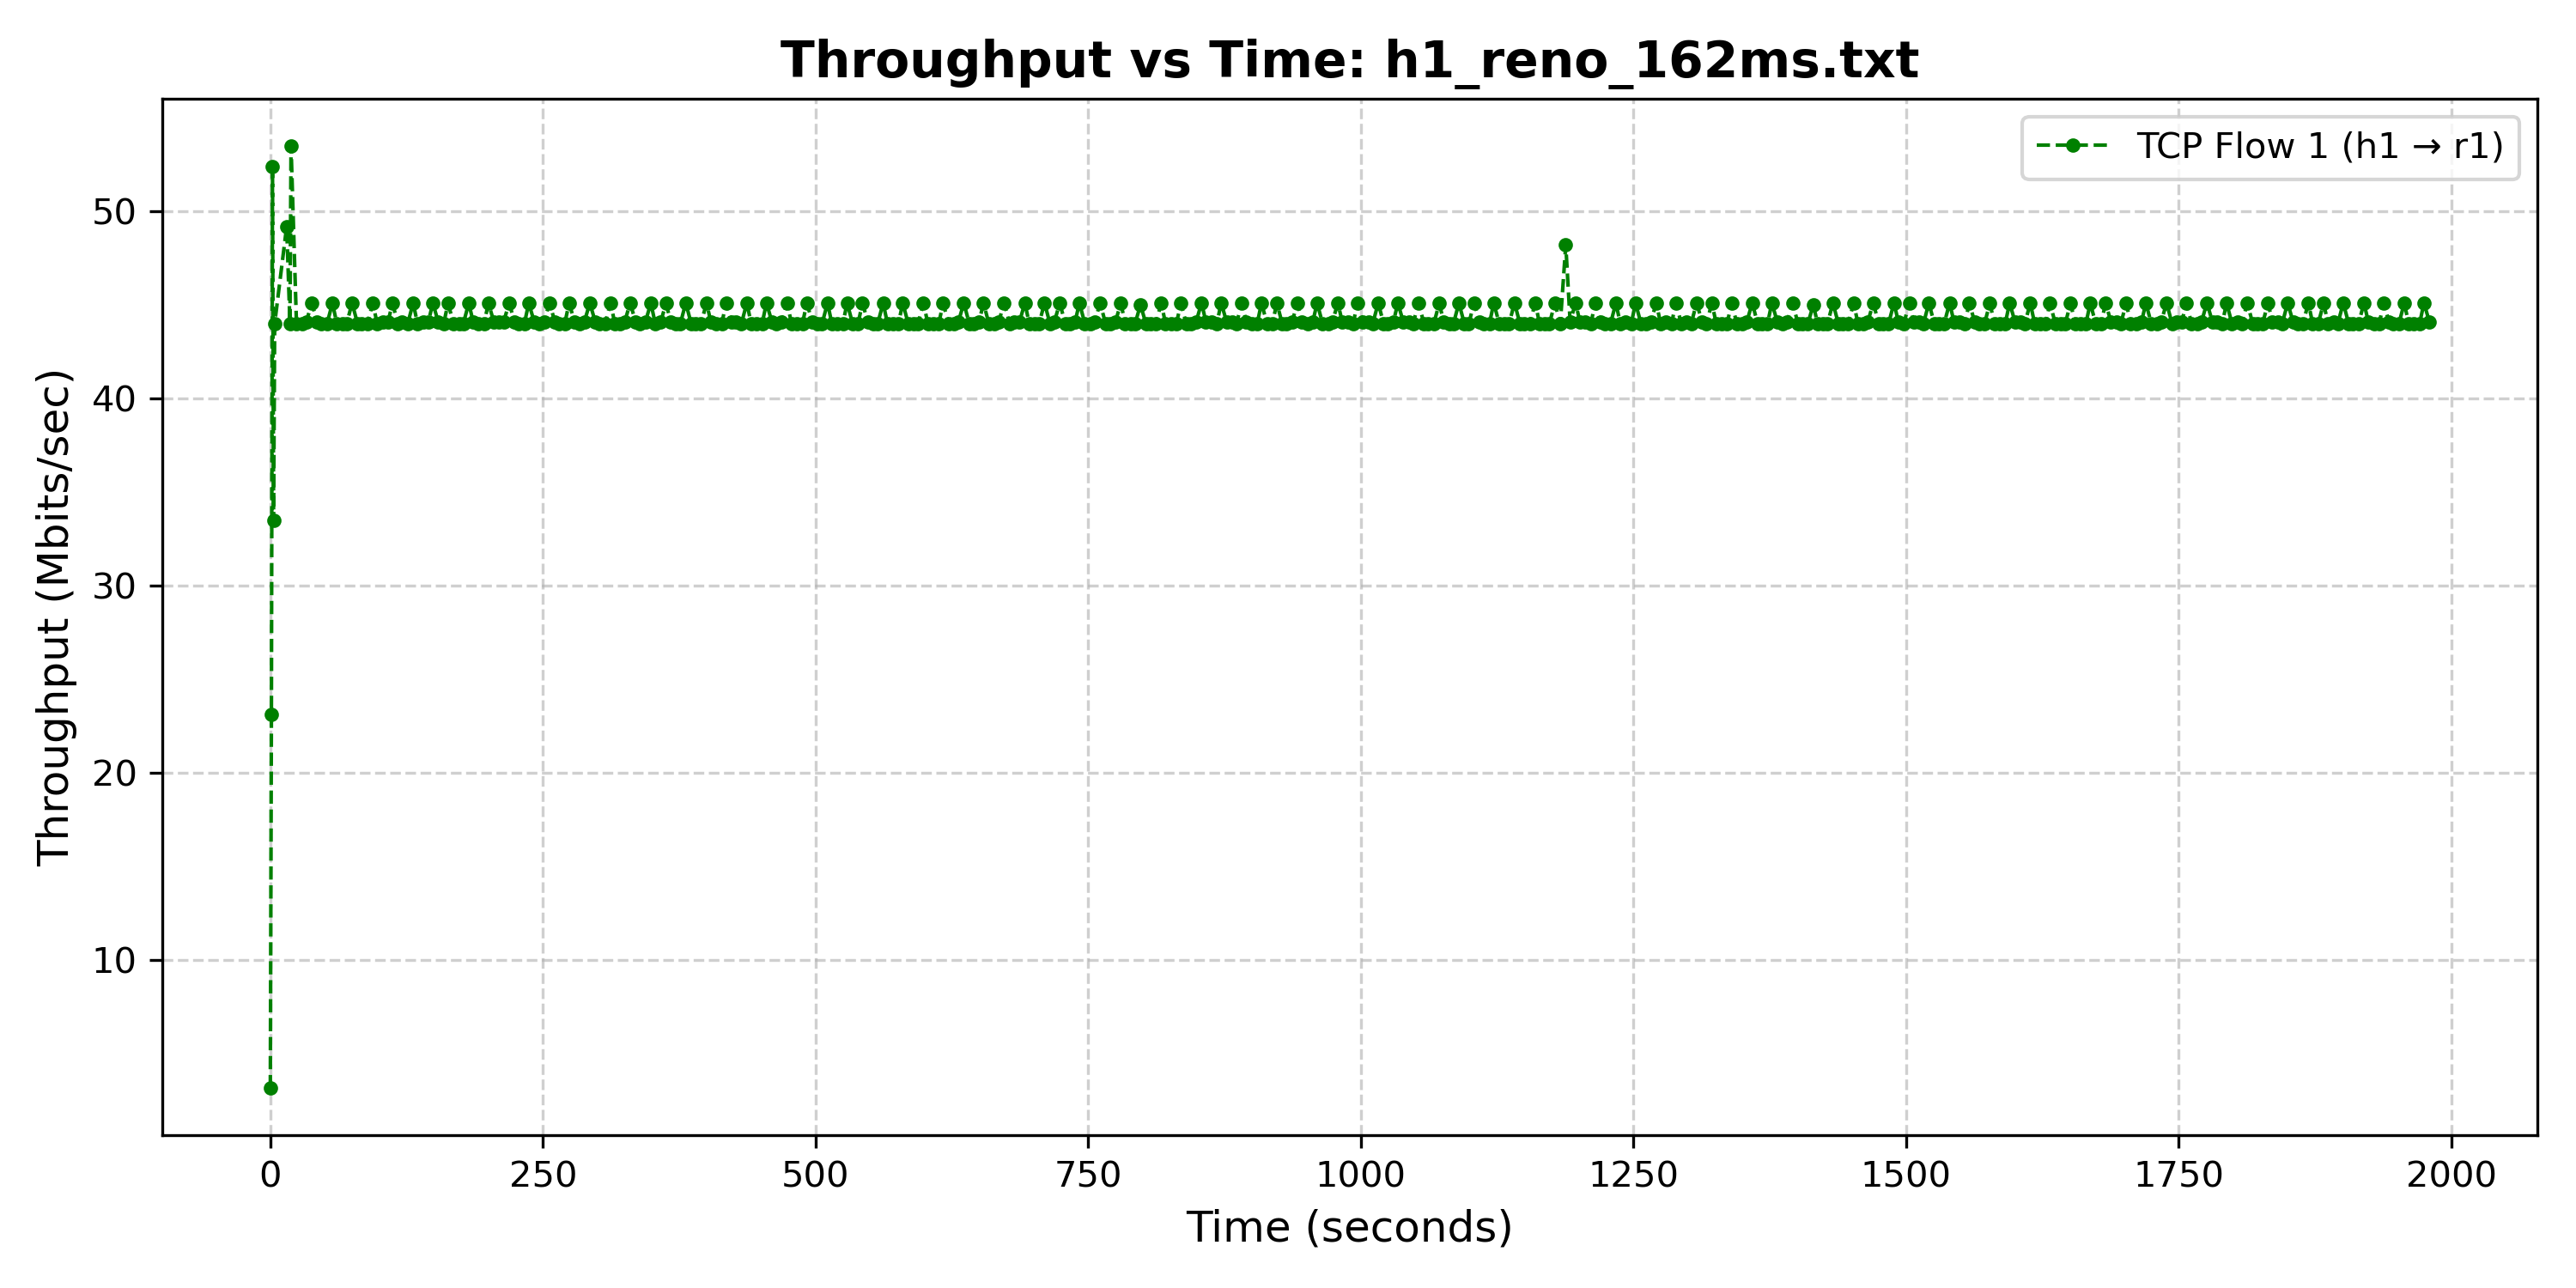 Throughput vs Time: h1_reno_162ms.txt
TCP Flow 1 (h1 → r1)
Throughput (Mbits/sec)
50
40
30
20
10
0 250 500 750 1000 1250 1500 1750 2000
Time (seconds)